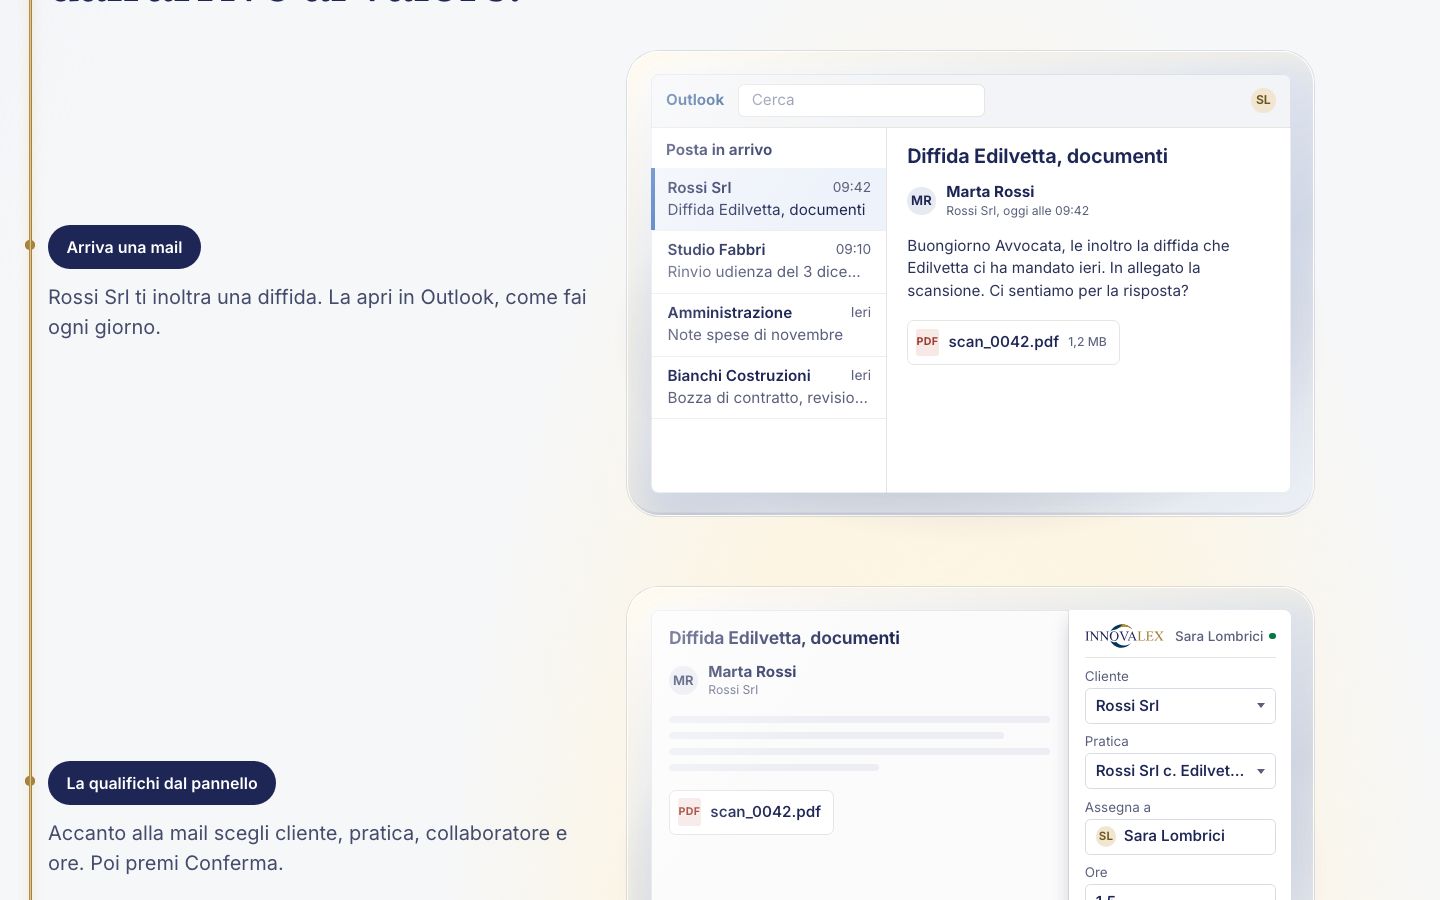 Arriva una mail
Rossi Srl ti inoltra una diffida. La apri in Outlook, come fai
ogni giorno.
Outlook
Cerca
SL
Posta in arrivo
Rossi Srl 09:42
Diffida Edilvetta, documenti
Studio Fabbri 09:10
Rinvio udienza del 3 dice...
Amministrazione Ieri
Note spese di novembre
Bianchi Costruzioni Ieri
Bozza di contratto, revisio...
Diffida Edilvetta, documenti
MR
Marta Rossi
Rossi Srl, oggi alle 09:42
Buongiorno Avvocata, le inoltro la diffida che
Edilvetta ci ha mandato ieri. In allegato la
scansione. Ci sentiamo per la risposta?
PDF scan_0042.pdf 1,2 MB
La qualifichi dal pannello
Accanto alla mail scegli cliente, pratica, collaboratore e
ore. Poi premi Conferma.
Diffida Edilvetta, documenti
MR
Marta Rossi
Rossi Srl
PDF scan_0042.pdf
INNOVALEX Sara Lombrici
Cliente
Rossi Srl
Pratica
Rossi Srl c. Edilvet...
Assegna a
SL Sara Lombrici
Ore